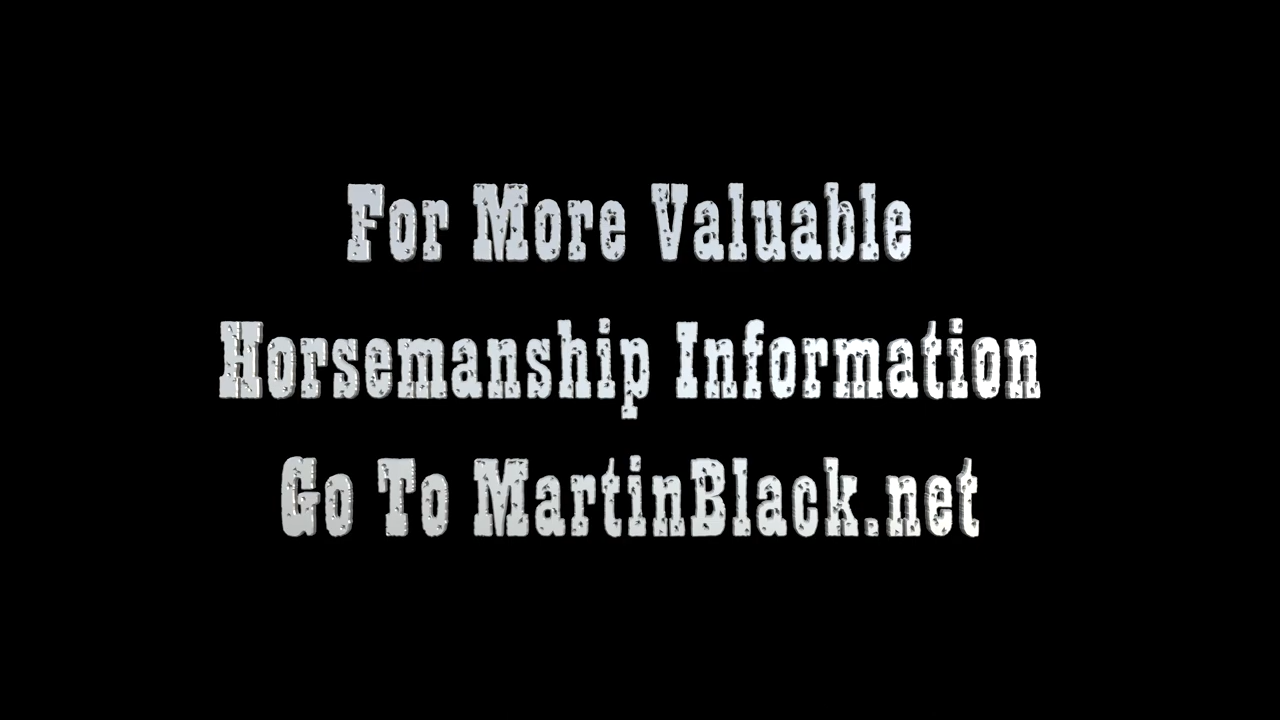 For More Valuable
Horsemanship Information
Go To MartinBlack.net